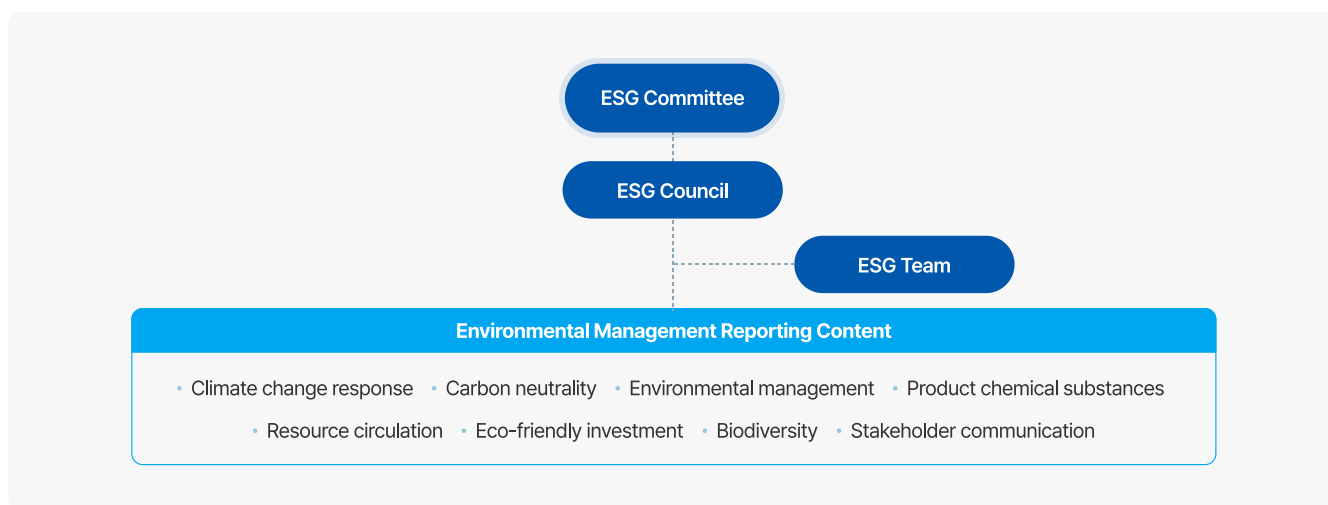 ESG Committee
ESG Council
ESG Team
Environmental Management Reporting Content
• Climate change response • Carbon neutrality • Environmental management • Product chemical substances
• Resource circulation • Eco-friendly investment • Biodiversity • Stakeholder communication